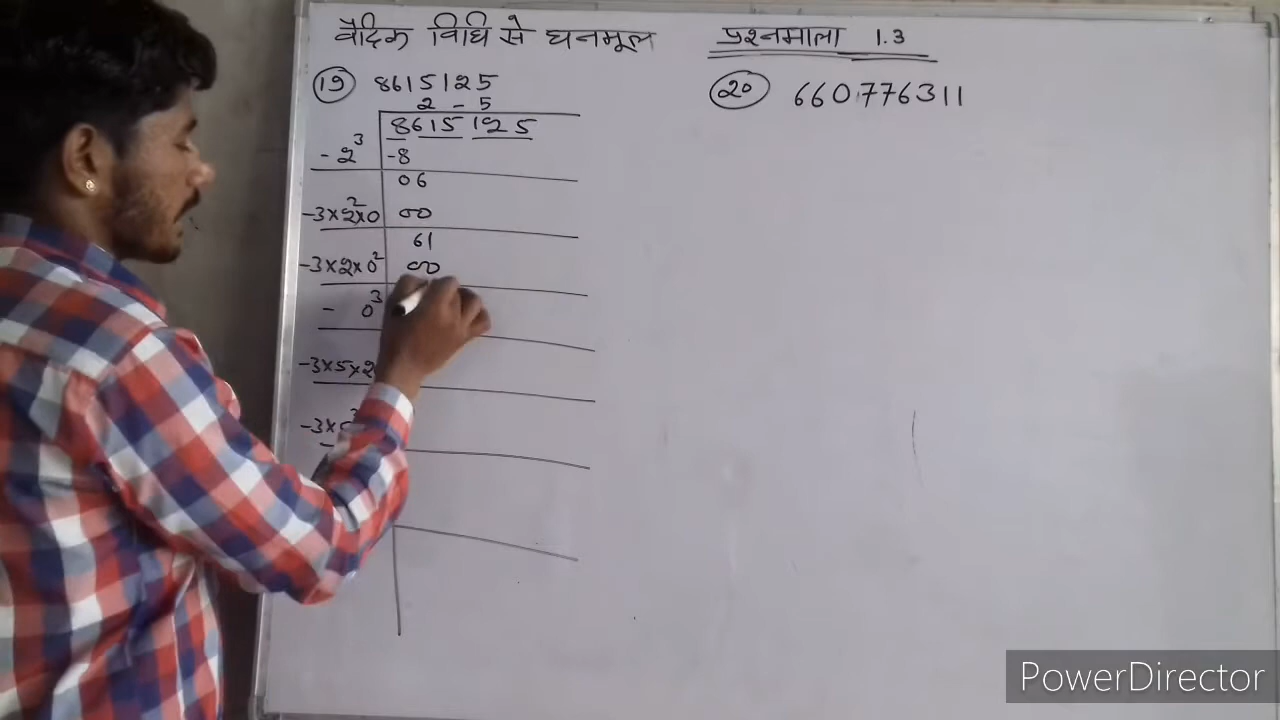 वैदिक विधि से घनमूल प्रश्नमाला 1.3
19 8615125
2 - 5
8615125
- 2³ -8
06
-3×2²×0 00
61
-3×2×0² 00
- 0³
-3×5×2
-3×
-
20 660776311
PowerDirector